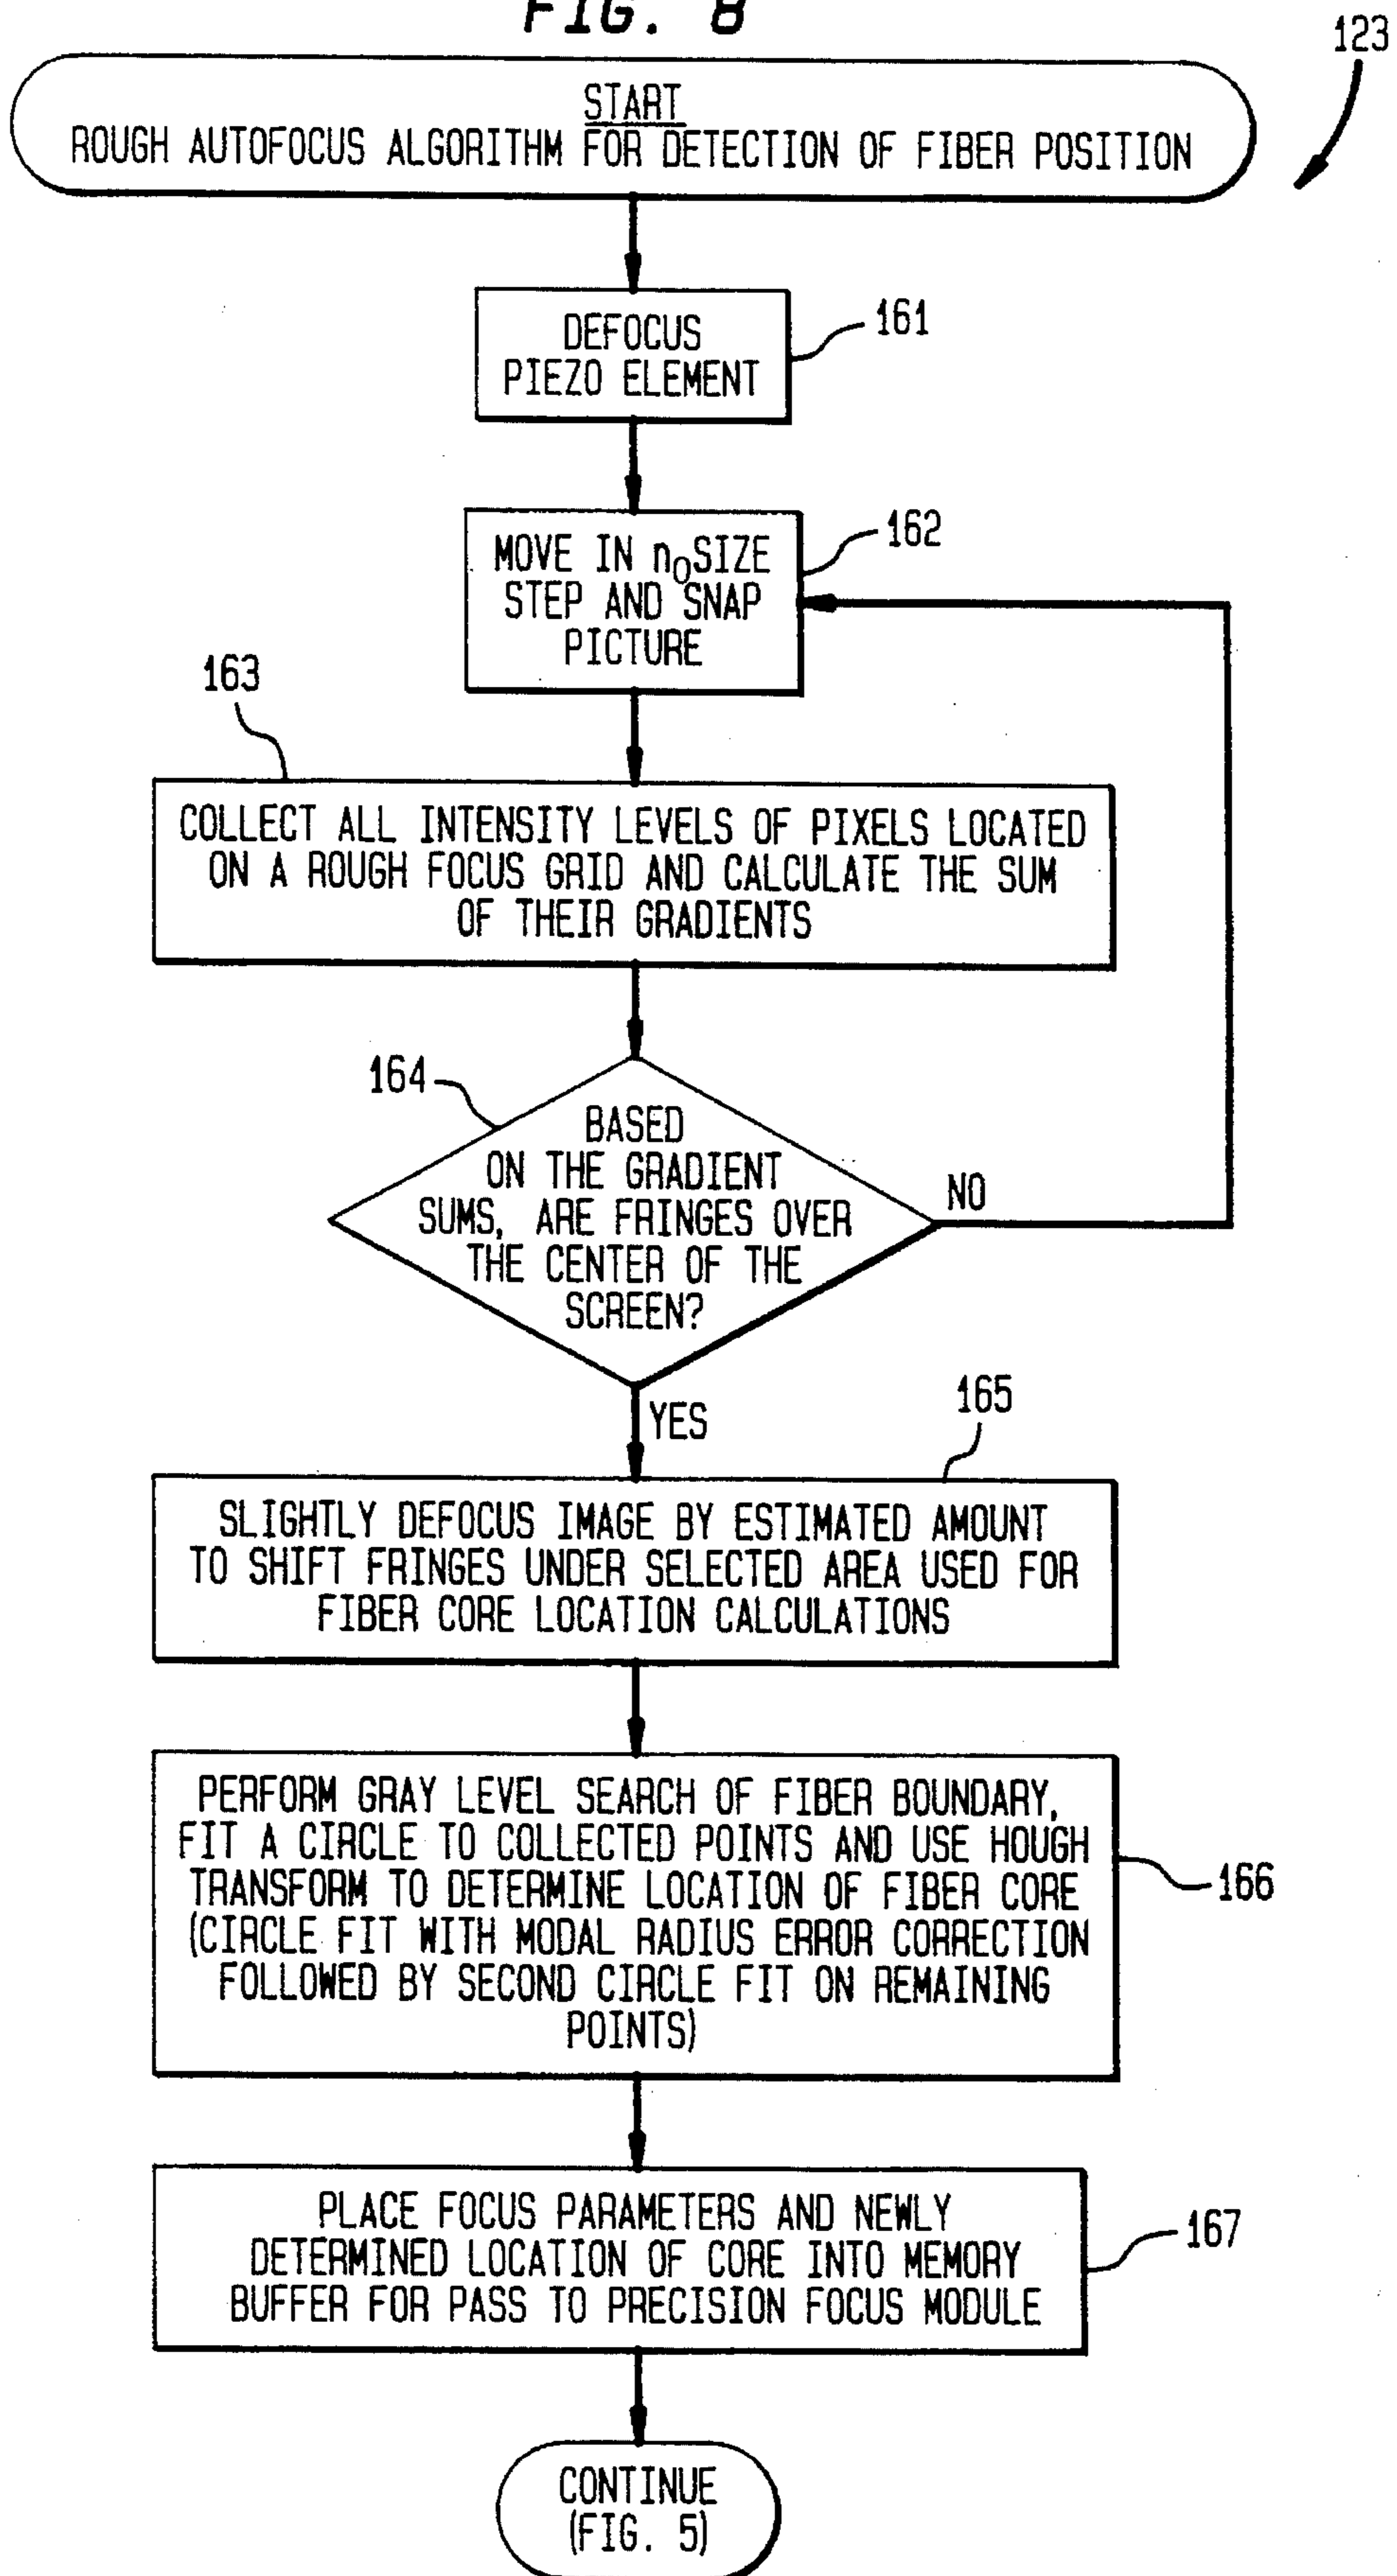 FIG. 8
123
START
ROUGH AUTOFOCUS ALGORITHM FOR DETECTION OF FIBER POSITION
DEFOCUS
PIEZO ELEMENT
161
MOVE IN n0SIZE
STEP AND SNAP
PICTURE
162
163
COLLECT ALL INTENSITY LEVELS OF PIXELS LOCATED
ON A ROUGH FOCUS GRID AND CALCULATE THE SUM
OF THEIR GRADIENTS
164
BASED
ON THE GRADIENT
SUMS, ARE FRINGES OVER
THE CENTER OF THE
SCREEN?
NO
YES
165
SLIGHTLY DEFOCUS IMAGE BY ESTIMATED AMOUNT
TO SHIFT FRINGES UNDER SELECTED AREA USED FOR
FIBER CORE LOCATION CALCULATIONS
PERFORM GRAY LEVEL SEARCH OF FIBER BOUNDARY,
FIT A CIRCLE TO COLLECTED POINTS AND USE HOUGH
TRANSFORM TO DETERMINE LOCATION OF FIBER CORE
(CIRCLE FIT WITH MODAL RADIUS ERROR CORRECTION
FOLLOWED BY SECOND CIRCLE FIT ON REMAINING
POINTS)
166
PLACE FOCUS PARAMETERS AND NEWLY
DETERMINED LOCATION OF CORE INTO MEMORY
BUFFER FOR PASS TO PRECISION FOCUS MODULE
167
CONTINUE
(FIG. 5)